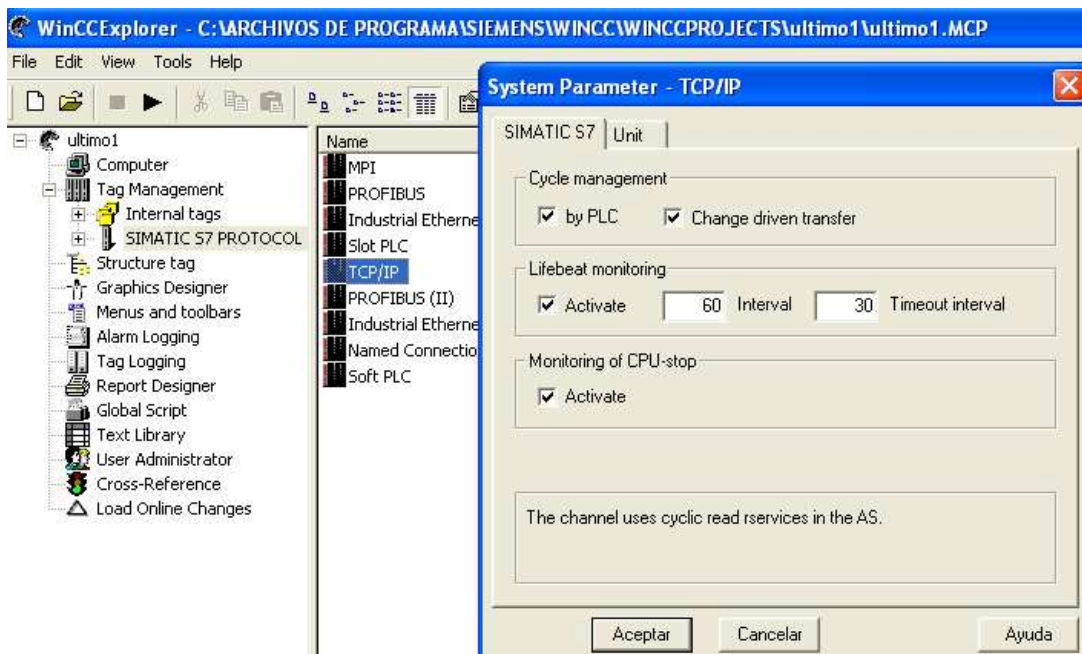 WinCCExplorer - C:\ARCHIVOS DE PROGRAMA\SIEMENS\WINCC\WINCCPROJECTS\ultimo1\ultimo1.MCP
File Edit View Tools Help
ultimo1
Computer
Tag Management
Internal tags
SIMATIC S7 PROTOCOL
Structure tag
Graphics Designer
Menus and toolbars
Alarm Logging
Tag Logging
Report Designer
Global Script
Text Library
User Administrator
Cross-Reference
Load Online Changes
Name
MPI
PROFIBUS
Industrial Etherne
Slot PLC
TCP/IP
PROFIBUS (II)
Industrial Etherne
Named Connectio
Soft PLC
System Parameter - TCP/IP
SIMATIC S7 Unit
Cycle management
by PLC Change driven transfer
Lifebeat monitoring
Activate 60 Interval 30 Timeout interval
Monitoring of CPU-stop
Activate
The channel uses cyclic read rservices in the AS.
Aceptar Cancelar Ayuda